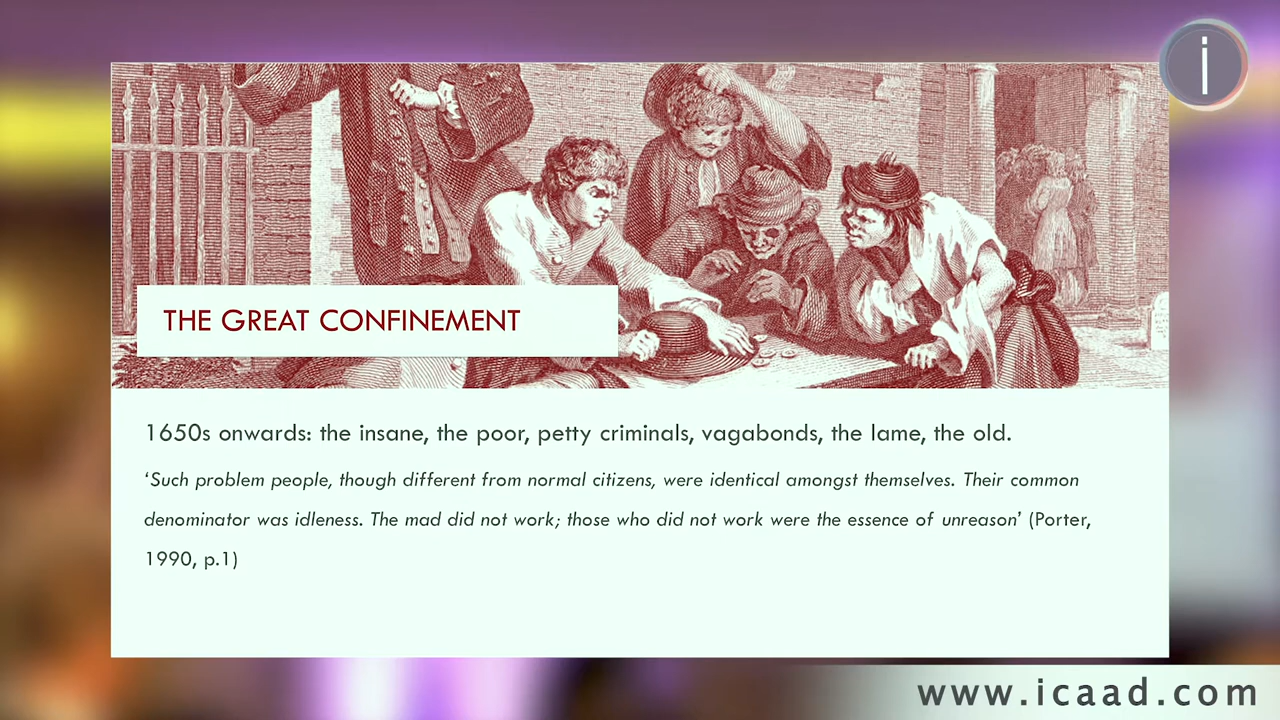 i
THE GREAT CONFINEMENT
1650s onwards: the insane, the poor, petty criminals, vagabonds, the lame, the old.
‘Such problem people, though different from normal citizens, were identical amongst themselves. Their common
denominator was idleness. The mad did not work; those who did not work were the essence of unreason’ (Porter,
1990, p.1)
www.icaad.com